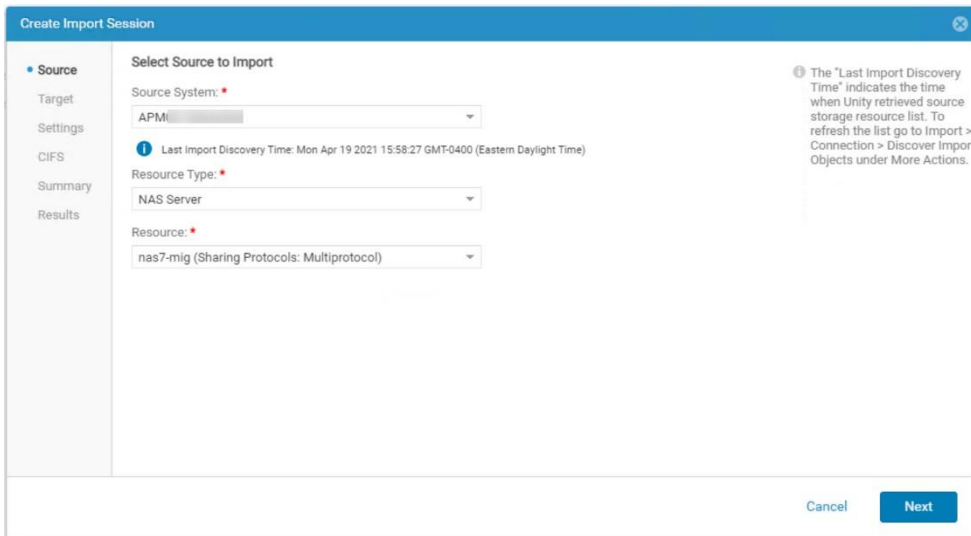 Create Import Session
Source
Target
Settings
CIFS
Summary
Results
Select Source to Import
Source System: *
APM
Last Import Discovery Time: Mon Apr 19 2021 15:58:27 GMT-0400 (Eastern Daylight Time)
Resource Type: *
NAS Server
Resource: *
nas7-mig (Sharing Protocols: Multiprotocol)
The "Last Import Discovery
Time" indicates the time
when Unity retrieved source
storage resource list. To
refresh the list go to Import >
Connection > Discover Impor
Objects under More Actions.
Cancel
Next